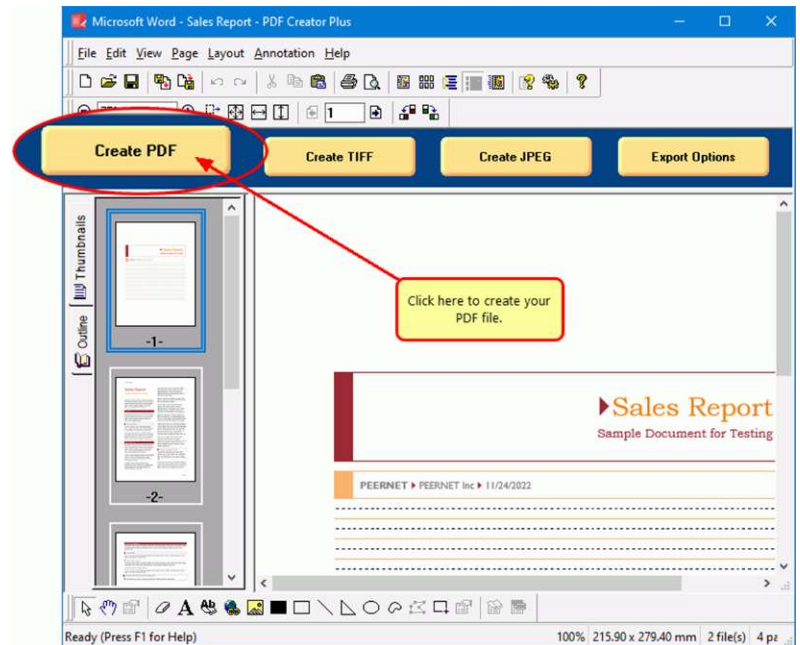 Microsoft Word - Sales Report - PDF Creator Plus
File Edit View Page Layout Annotation Help
1
Create PDF
Create TIFF
Create JPEG
Export Options
Thumbnails
Outline
-1-
-2-
Click here to create your
PDF file.
Sales Report
Sample Document for Testing
PEERNET PEERNET Inc 11/24/2022
A Ab
Ready (Press F1 for Help) 100% 215.90 x 279.40 mm 2 file(s) 4